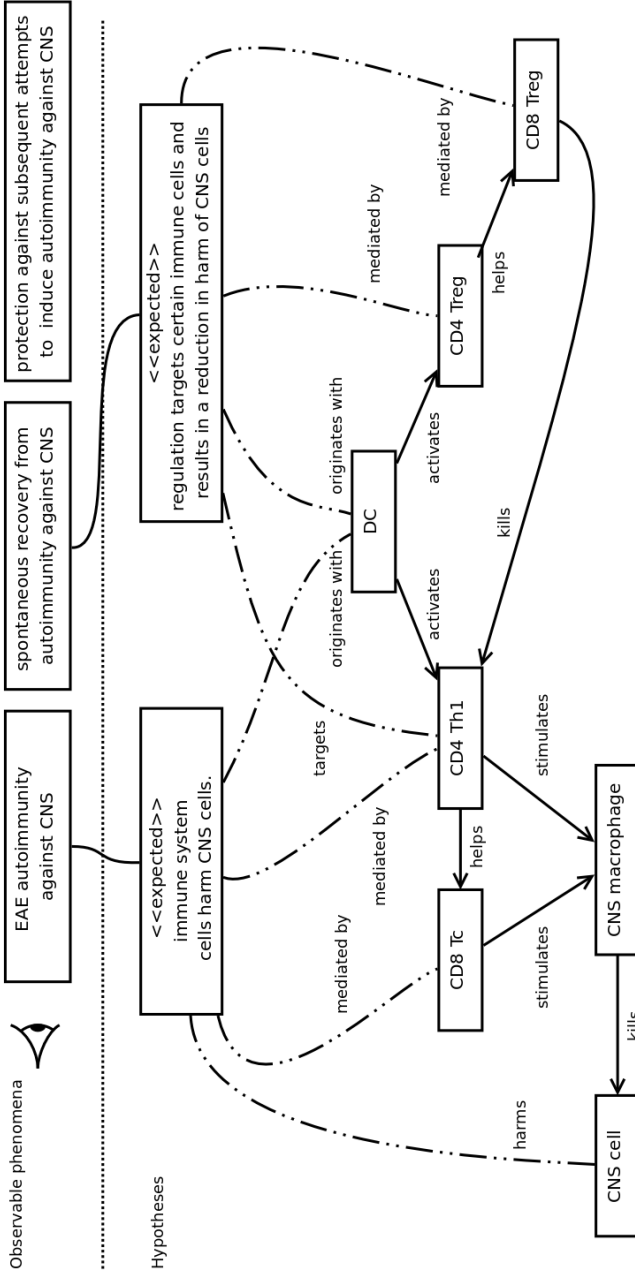 Observable phenomena
EAE autoimmunity
against CNS
spontaneous recovery from
autoimmunity against CNS
protection against subsequent attempts
to induce autoimmunity against CNS
Hypotheses
<<expected>>
immune system
cells harm CNS cells.
<<expected>>
regulation targets certain immune cells and
results in a reduction in harm of CNS cells
harms
mediated by
mediated by
targets
originates with
originates with
mediated by
mediated by
DC
activates
activates
CD8 Tc
helps
CD4 Th1
kills
CD4 Treg
helps
CD8 Treg
stimulates
stimulates
CNS cell
kills
CNS macrophage